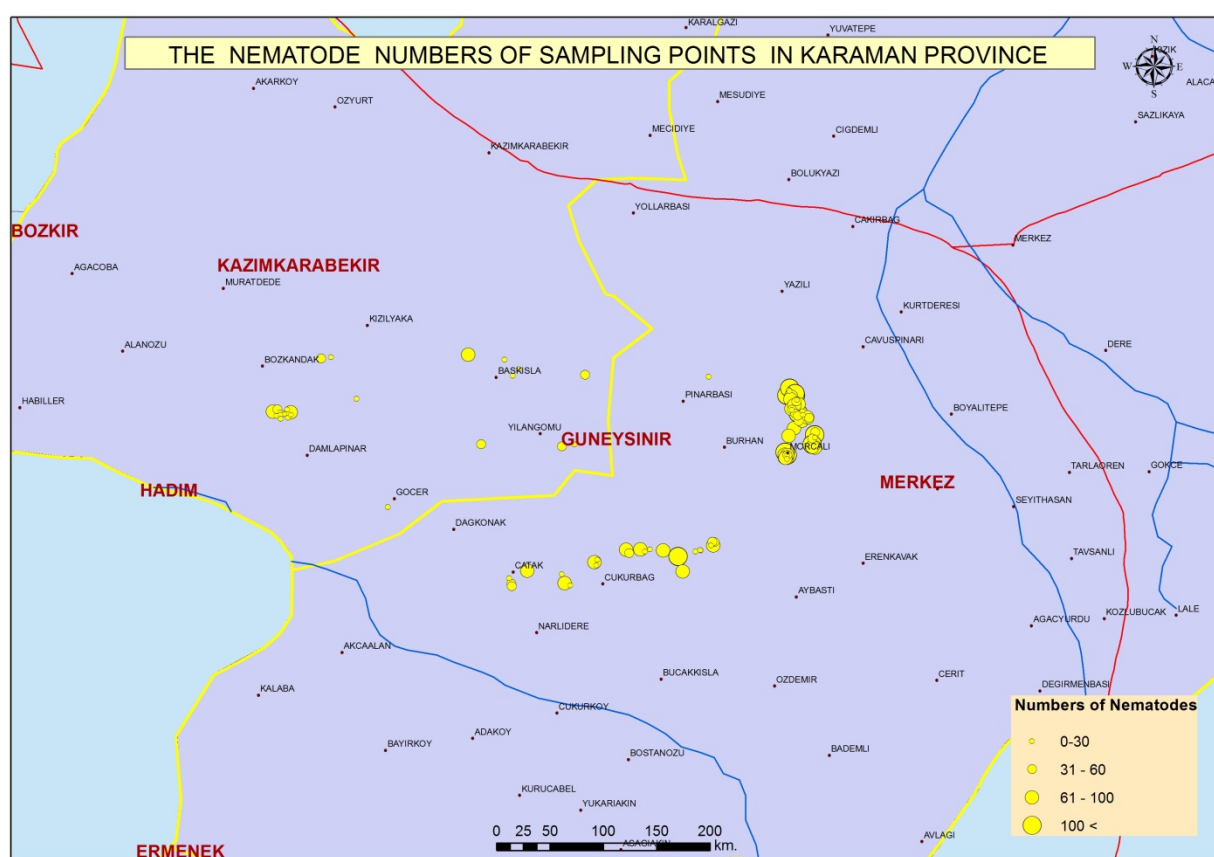 KARALGAZI
YUVATEPE
THE NEMATODE NUMBERS OF SAMPLING POINTS IN KARAMAN PROVINCE
N
W E
S
AKARKOY
OZYURT
MESUDIYE
ALACA
SAZLIKAYA
MECIDIYE
CIGDEMLI
KAZIMKARABEKIR
BOLUKYAZI
YOLLARBASI
CAKIRBAG
BOZKIR
MERKEZ
KAZIMKARABEKIR
AGACOBA
MURATDEDE
YAZILI
KURTDERESI
KIZILYAKA
ALANOZU
CAVUSPINARI
DERE
BOZKANDAK
BASKISLA
HABILLER
PINARBASI
BOYALITEPE
YILANGOMU
GUNEYSINIR
BURHAN
MORCALI
DAMLAPINAR
TARLAOREN
GOKCE
HADIM
MERKEZ
GOCER
SEYITHASAN
DAGKONAK
CATAK
CUKURBAG
ERENKAVAK
TAVSANLI
AYBASTI
KOZLUBUCAK
LALE
NARLIDERE
AGACYURDU
AKCAALAN
BUCAKKISLA
OZDEMIR
CERIT
KALABA
DEGIRMENBASI
Numbers of Nematodes
0-30
31 - 60
61 - 100
100 <
CUKURKOY
ADAKOY
BAYIRKOY
BOSTANOZU
BADEMLI
KURUCABEL
YUKARIAKIN
0 25 50 100 150 200
km.
AVLAGI
ASAGIAKIN
ERMENEK